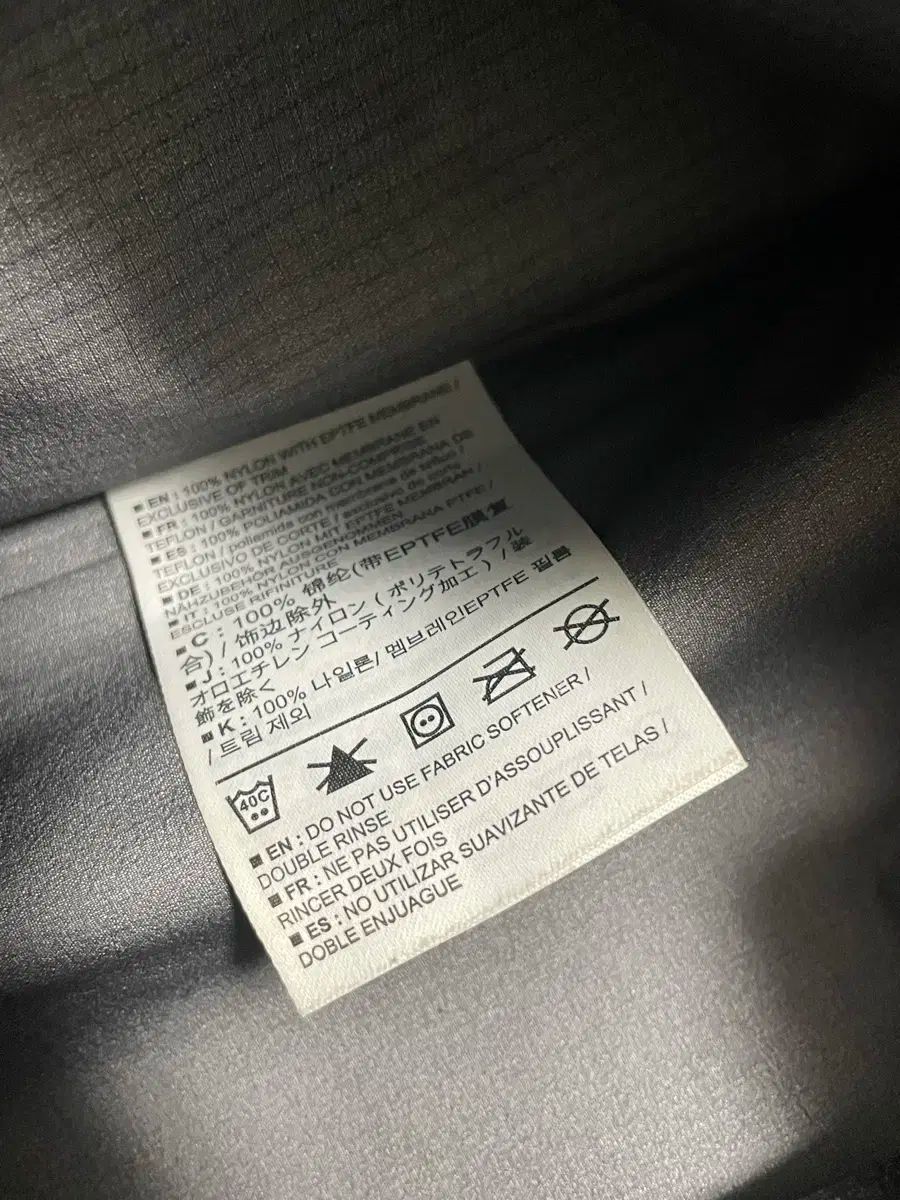 ■ EN : 100% NYLON WITH EPTFE MEMBRANE /
EXCLUSIVE OF TRIM
■ FR : 100% NYLON AVEC MEMBRANE EN
TEFLON / GARNITURE NON-COMPRISE
■ ES : 100% POLIAMIDA CON MEMBRANA DE
TEFLON / poliamida con membrana de teflon /
EXCLUSIVO DE CORTE / exclusivo de corte
■ DE : 100% NYLON MIT EPTFE MEMBRAN /
NÄHZUBEHÖR AUSGENOMMEN
■ IT : 100% NYLON CON MEMBRANA PTFE /
ESCLUSE RIFINITURE
■ C : 100% 锦纶(带EPTFE膜复
合) / 饰边除外
■ J : 100% ナイロン ( ポリテトラフル
オロエチレン コーティング加工 ) / 装
飾を除く
■ K : 100% 나일론/ 멤브레인EPTFE 필름
/ 트림 제외
40C
■ EN : DO NOT USE FABRIC SOFTENER /
DOUBLE RINSE
■ FR : NE PAS UTILISER D'ASSOUPLISSANT /
RINCER DEUX FOIS
■ ES : NO UTILIZAR SUAVIZANTE DE TELAS /
DOBLE ENJUAGUE